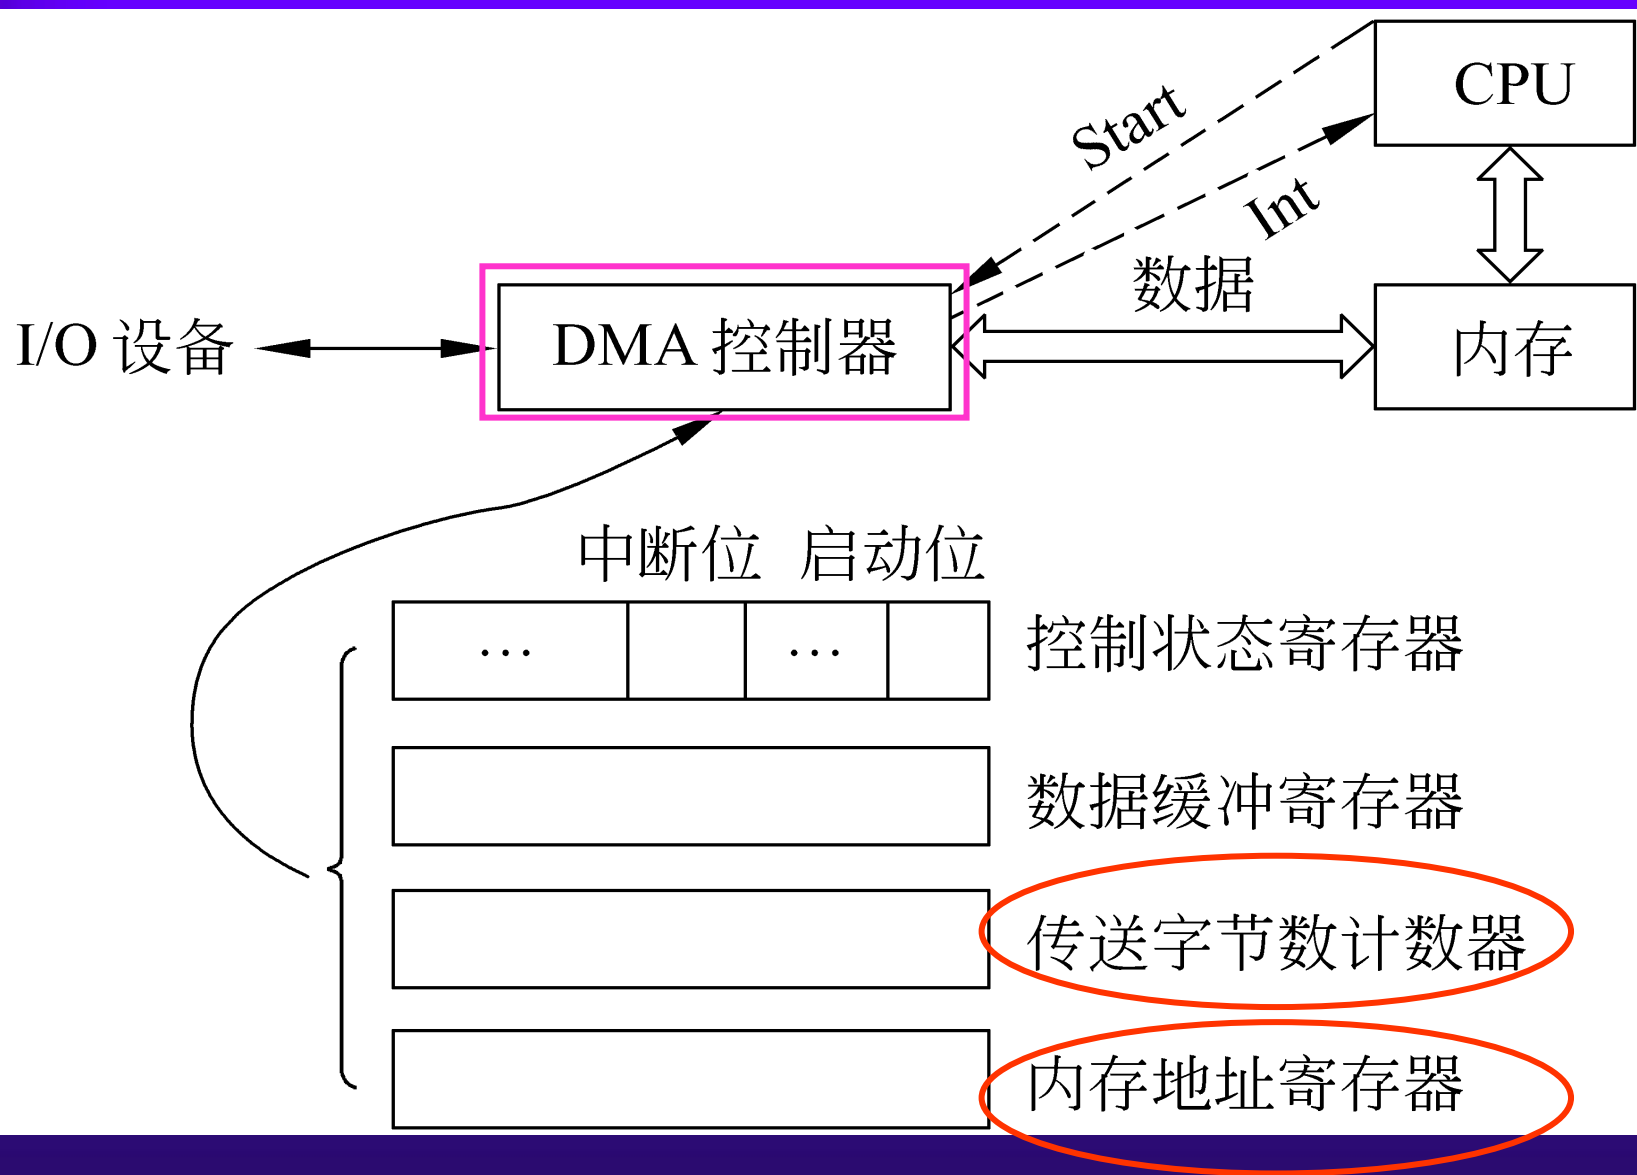 CPU
Start
Int
数据
I/O 设备
DMA 控制器
内存
中断位 启动位
… … 控制状态寄存器
数据缓冲寄存器
传送字节数计数器
内存地址寄存器